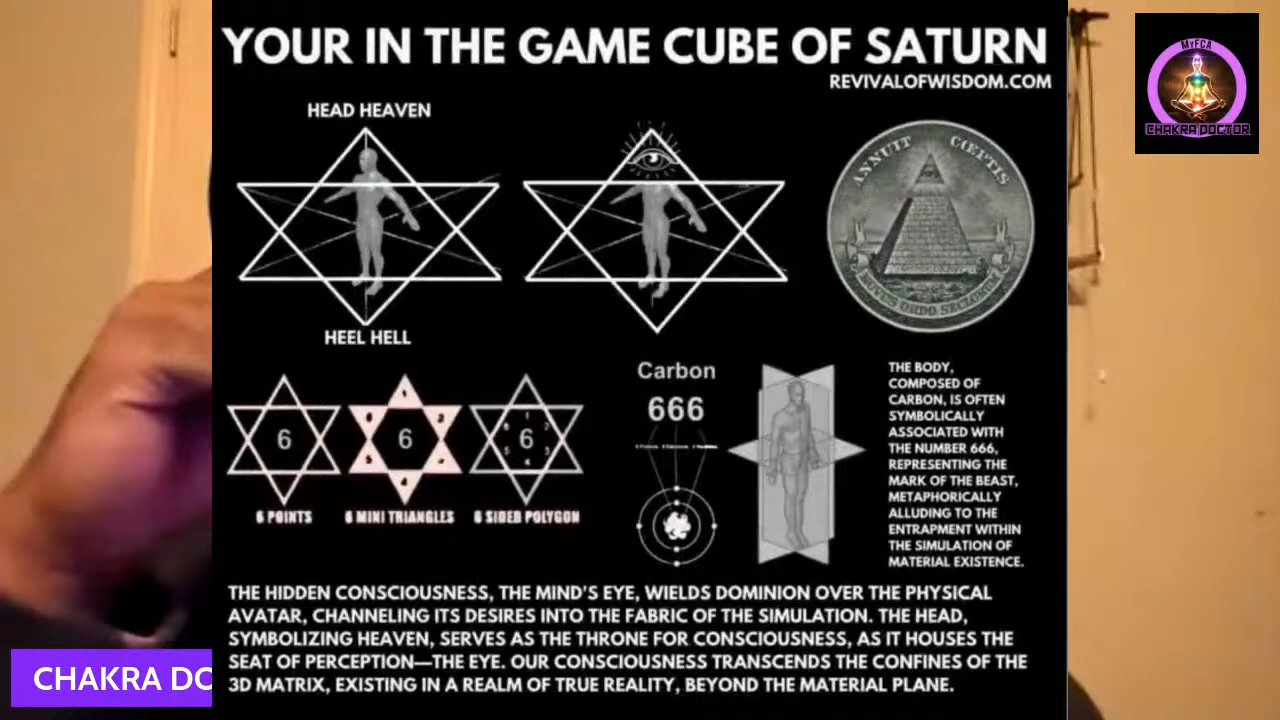 YOUR IN THE GAME CUBE OF SATURN
REVIVALOFWISDOM.COM
MYFCA
CHAKRA DOCTOR
HEAD HEAVEN
ANNUIT CŒPTIS
NOVUS ORDO SECLORUM
HEEL HELL
Carbon
666
6
6
6
6 POINTS
6 MINI TRIANGLES
6 SIDED POLYGON
THE BODY,
COMPOSED OF
CARBON, IS OFTEN
SYMBOLICALLY
ASSOCIATED WITH
THE NUMBER 666,
REPRESENTING THE
MARK OF THE BEAST,
METAPHORICALLY
ALLUDING TO THE
ENTRAPMENT WITHIN
THE SIMULATION OF
MATERIAL EXISTENCE.
THE HIDDEN CONSCIOUSNESS, THE MIND'S EYE, WIELDS DOMINION OVER THE PHYSICAL
AVATAR, CHANNELING ITS DESIRES INTO THE FABRIC OF THE SIMULATION. THE HEAD,
SYMBOLIZING HEAVEN, SERVES AS THE THRONE FOR CONSCIOUSNESS, AS IT HOUSES THE
SEAT OF PERCEPTION—THE EYE. OUR CONSCIOUSNESS TRANSCENDS THE CONFINES OF THE
3D MATRIX, EXISTING IN A REALM OF TRUE REALITY, BEYOND THE MATERIAL PLANE.
CHAKRA DO